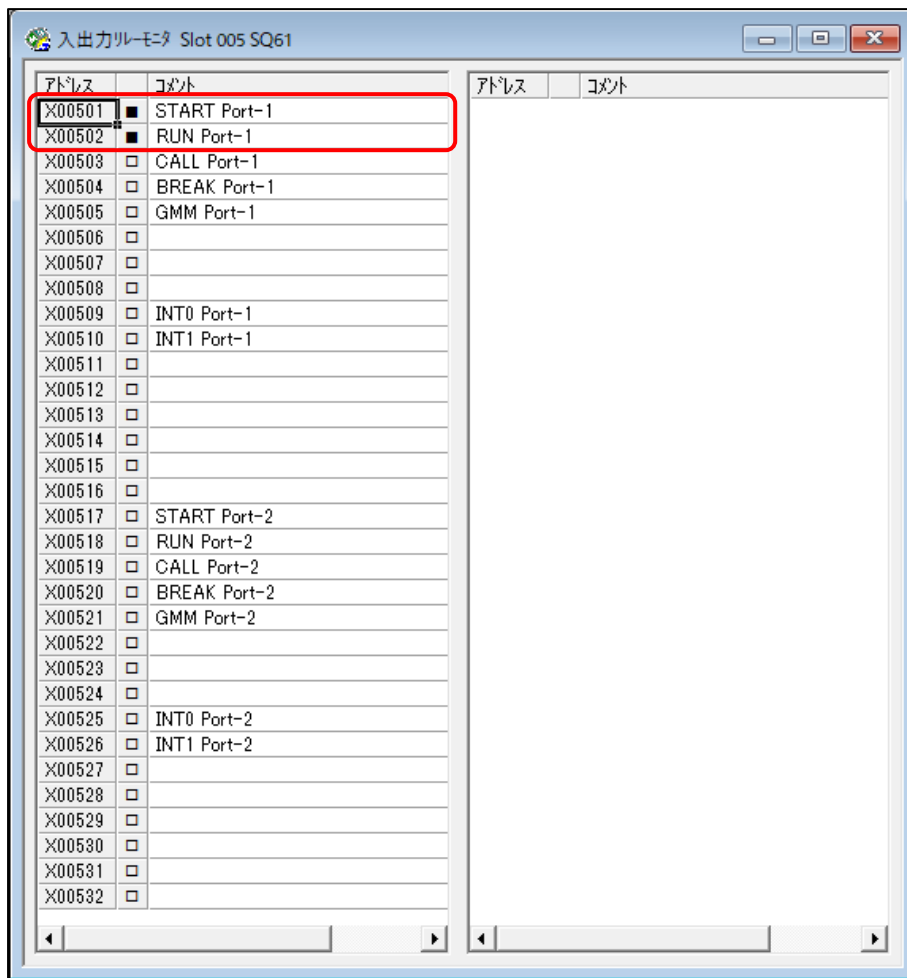 入出力リレーモニタ Slot 005 SQ61
アドレス コメント
X00501 ■ START Port-1
X00502 ■ RUN Port-1
X00503 □ CALL Port-1
X00504 □ BREAK Port-1
X00505 □ GMM Port-1
X00506 □
X00507 □
X00508 □
X00509 □ INT0 Port-1
X00510 □ INT1 Port-1
X00511 □
X00512 □
X00513 □
X00514 □
X00515 □
X00516 □
X00517 □ START Port-2
X00518 □ RUN Port-2
X00519 □ CALL Port-2
X00520 □ BREAK Port-2
X00521 □ GMM Port-2
X00522 □
X00523 □
X00524 □
X00525 □ INT0 Port-2
X00526 □ INT1 Port-2
X00527 □
X00528 □
X00529 □
X00530 □
X00531 □
X00532 □
アドレス コメント